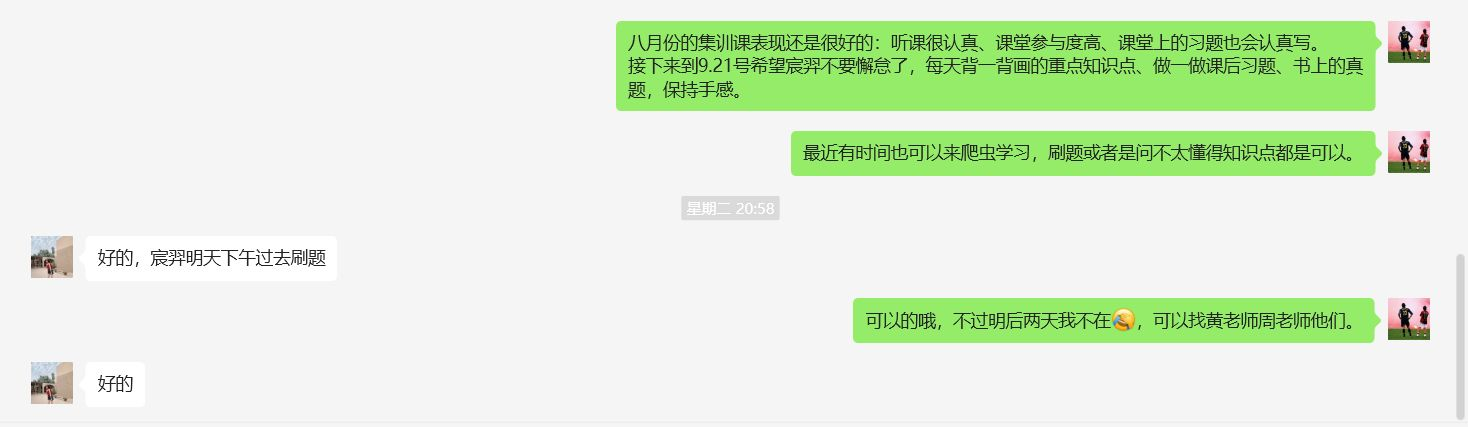 八月份的集训课表现还是很好的：听课很认真、课堂参与度高、课堂上的习题也会认真写。
接下来到9.21号希望宸羿不要懈怠了，每天背一背画的重点知识点、做一做课后习题、书上的真
题，保持手感。
最近有时间也可以来爬虫学习，刷题或者是问不太懂得知识点都是可以。
星期二 20:58
好的，宸羿明天下午过去刷题
可以的哦，不过明后两天我不在，可以找黄老师周老师他们。
好的